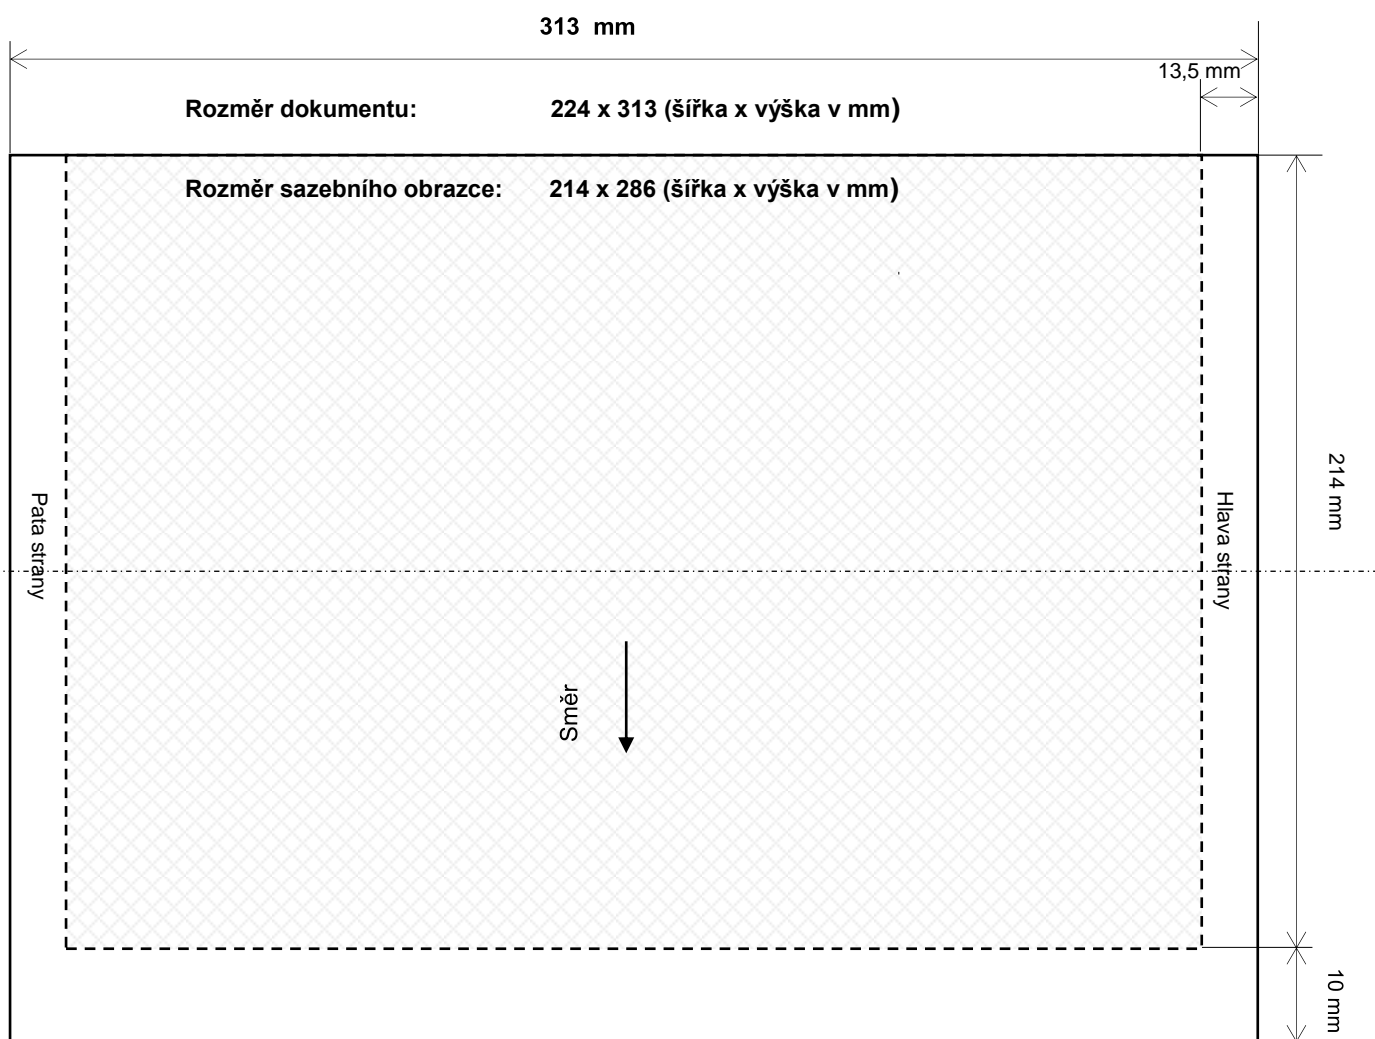 313 mm
13,5 mm
Rozměr dokumentu: 224 x 313 (šířka x výška v mm)
Rozměr sazebního obrazce: 214 x 286 (šířka x výška v mm)
214 mm
Pata strany
Hlava strany
Směr
10 mm